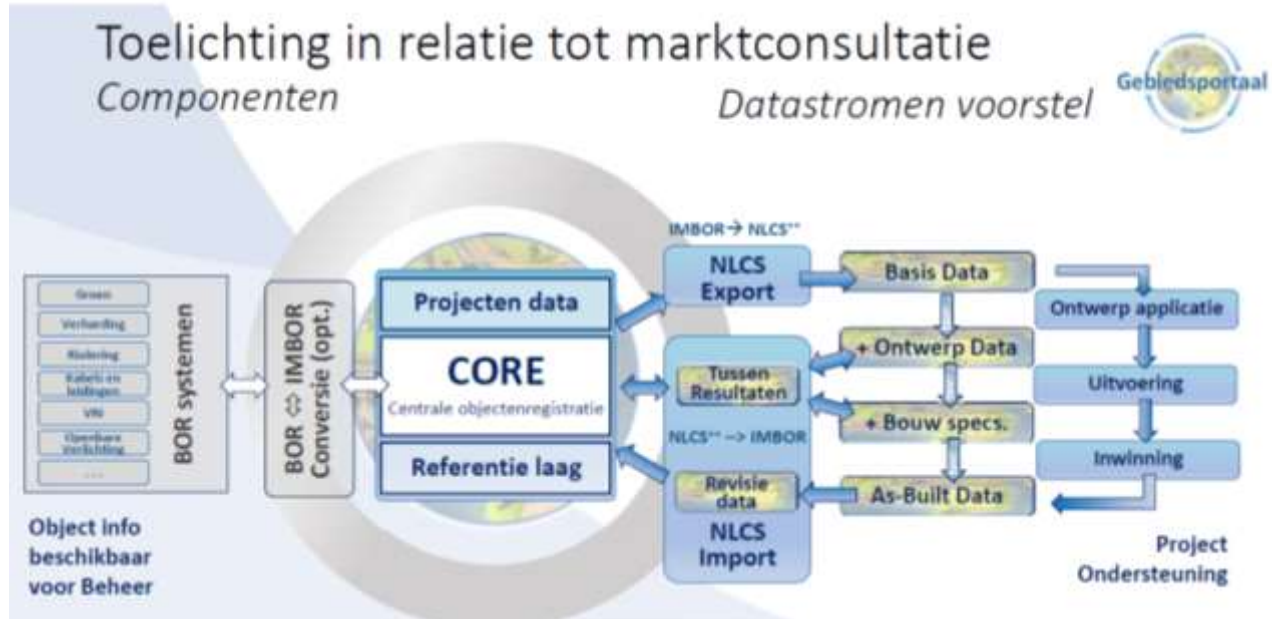 Toelichting in relatie tot marktconsultatie
Componenten
Datastromen voorstel
Gebiedsportaal
Groen
Verharding
Riolering
Kabels en
leidingen
VRI
Openbare
Verlichting
....
BOR systemen
BOR ⇔ IMBOR
Conversie (opt.)
Projecten data
CORE
Centrale objectenregistratie
Referentie laag
IMBOR → NLCS**
NLCS
Export
Tussen
Resultaten
NLCS** --> IMBOR
Revisie
data
NLCS
Import
Basis Data
+ Ontwerp Data
+ Bouw specs.
As-Built Data
Ontwerp applicatie
Uitvoering
Inwinning
Object info
beschikbaar
voor Beheer
Project
Ondersteuning